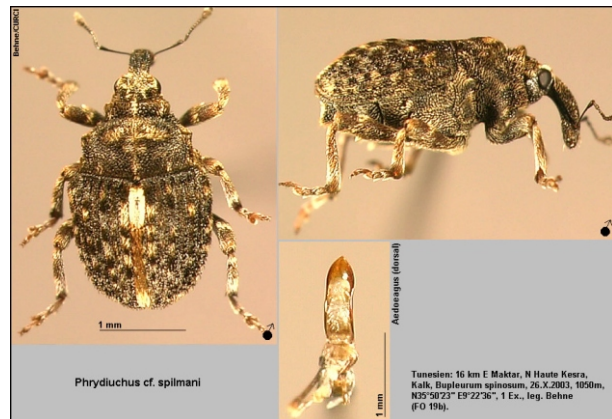 Behne/CURCI
1 mm
Phrydiuchus cf. spilmani
Aedoeagus (dorsal)
1 mm
Tunesien: 16 km E Maktar, N Haute Kesra,
Kalk, Bupleurum spinosum, 26.X.2003, 1050m,
N35°50'23" E9°22'36", 1 Ex., leg. Behne
(FO 19b).